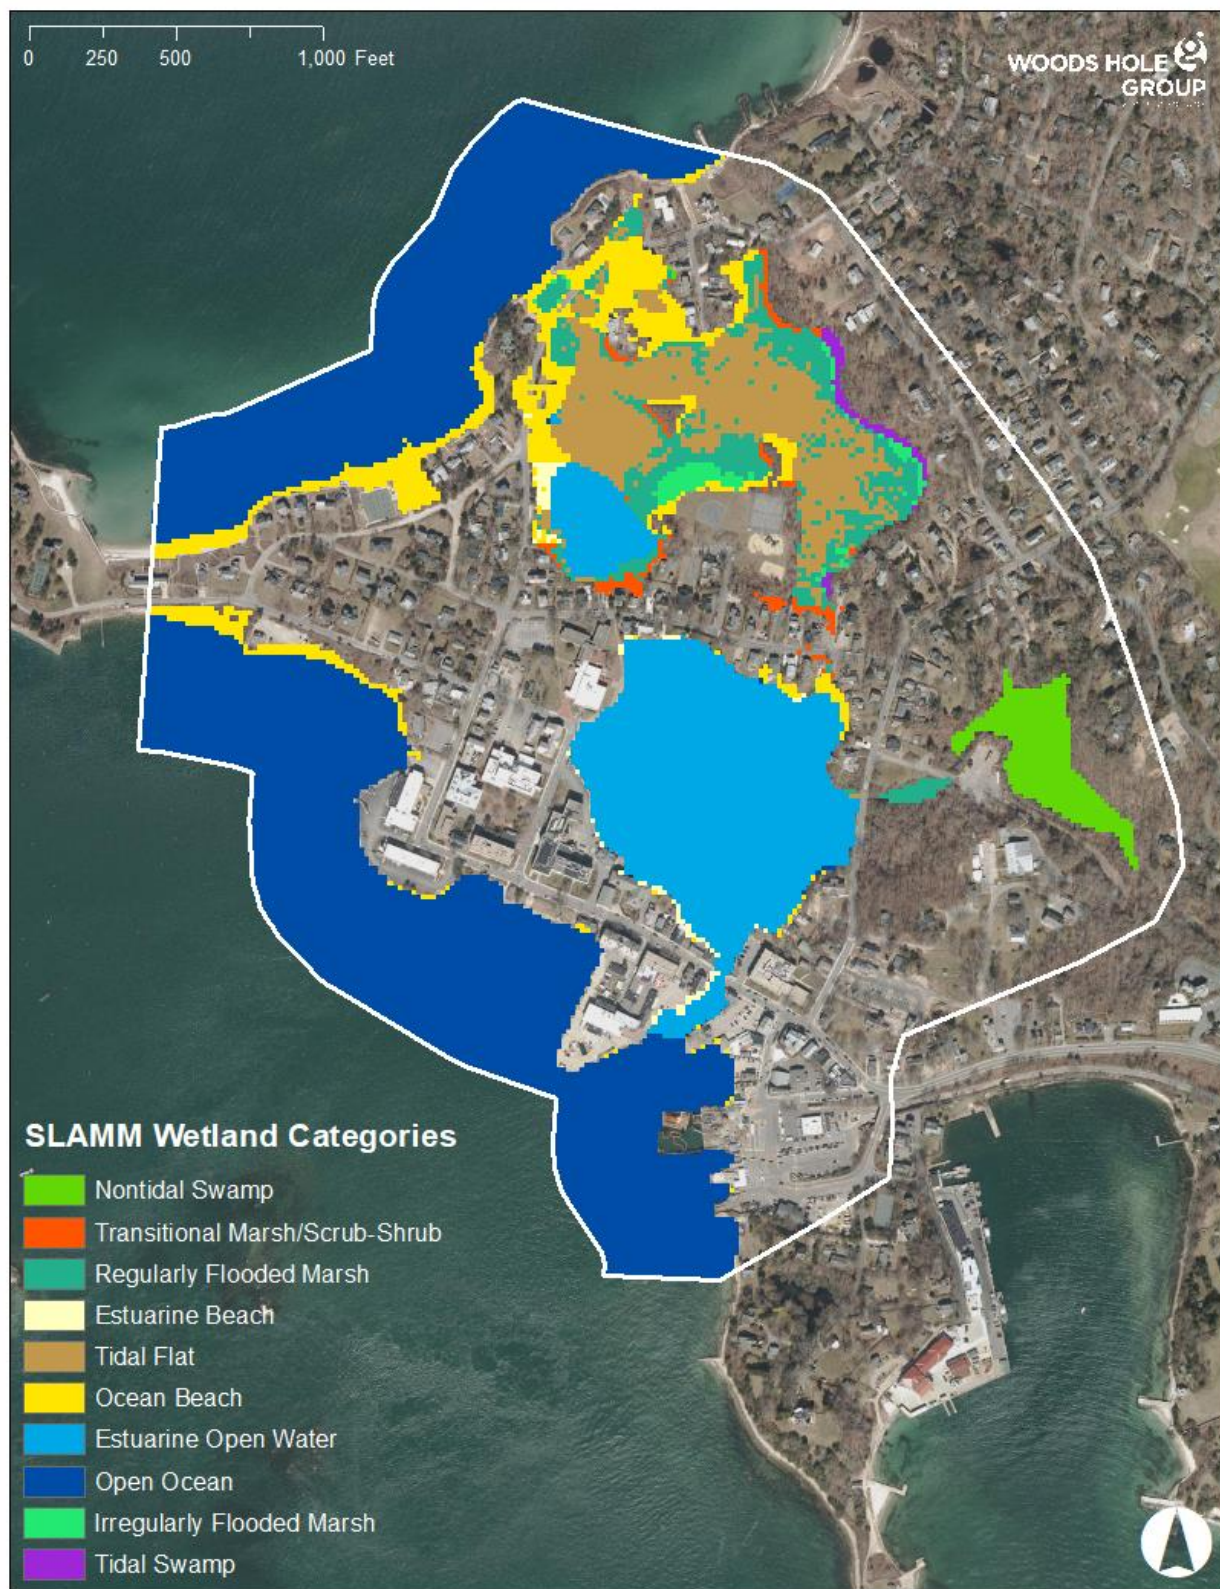 0 250 500 1,000 Feet
WOODS HOLE
GROUP
SLAMM Wetland Categories
Nontidal Swamp
Transitional Marsh/Scrub-Shrub
Regularly Flooded Marsh
Estuarine Beach
Tidal Flat
Ocean Beach
Estuarine Open Water
Open Ocean
Irregularly Flooded Marsh
Tidal Swamp